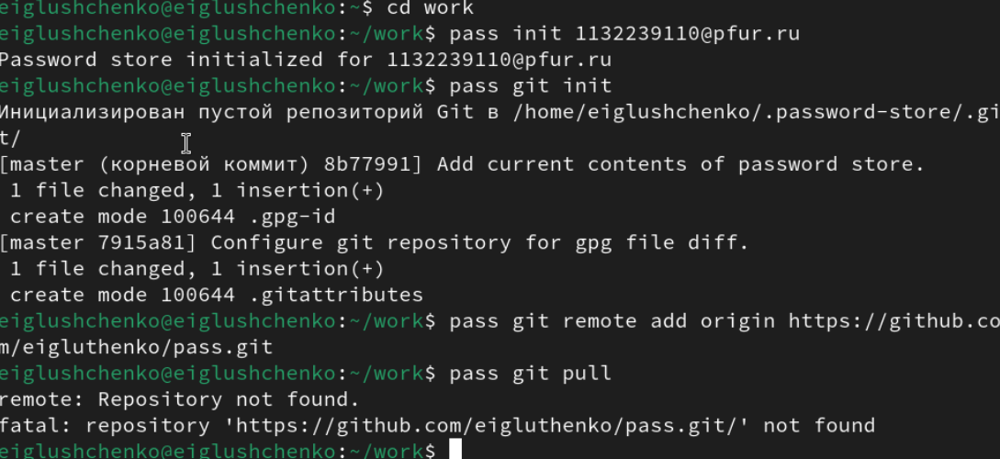 eiglushchenko@eiglushchenko:~$ cd work
eiglushchenko@eiglushchenko:~/work$ pass init 1132239110@pfur.ru
Password store initialized for 1132239110@pfur.ru
eiglushchenko@eiglushchenko:~/work$ pass git init
Инициализирован пустой репозиторий Git в /home/eiglushchenko/.password-store/.gi
t/
[master (корневой коммит) 8b77991] Add current contents of password store.
1 file changed, 1 insertion(+)
create mode 100644 .gpg-id
[master 7915a81] Configure git repository for gpg file diff.
1 file changed, 1 insertion(+)
create mode 100644 .gitattributes
eiglushchenko@eiglushchenko:~/work$ pass git remote add origin https://github.co
m/eigluthenko/pass.git
eiglushchenko@eiglushchenko:~/work$ pass git pull
remote: Repository not found.
fatal: repository 'https://github.com/eigluthenko/pass.git/' not found
eiglushchenko@eiglushchenko:~/work$